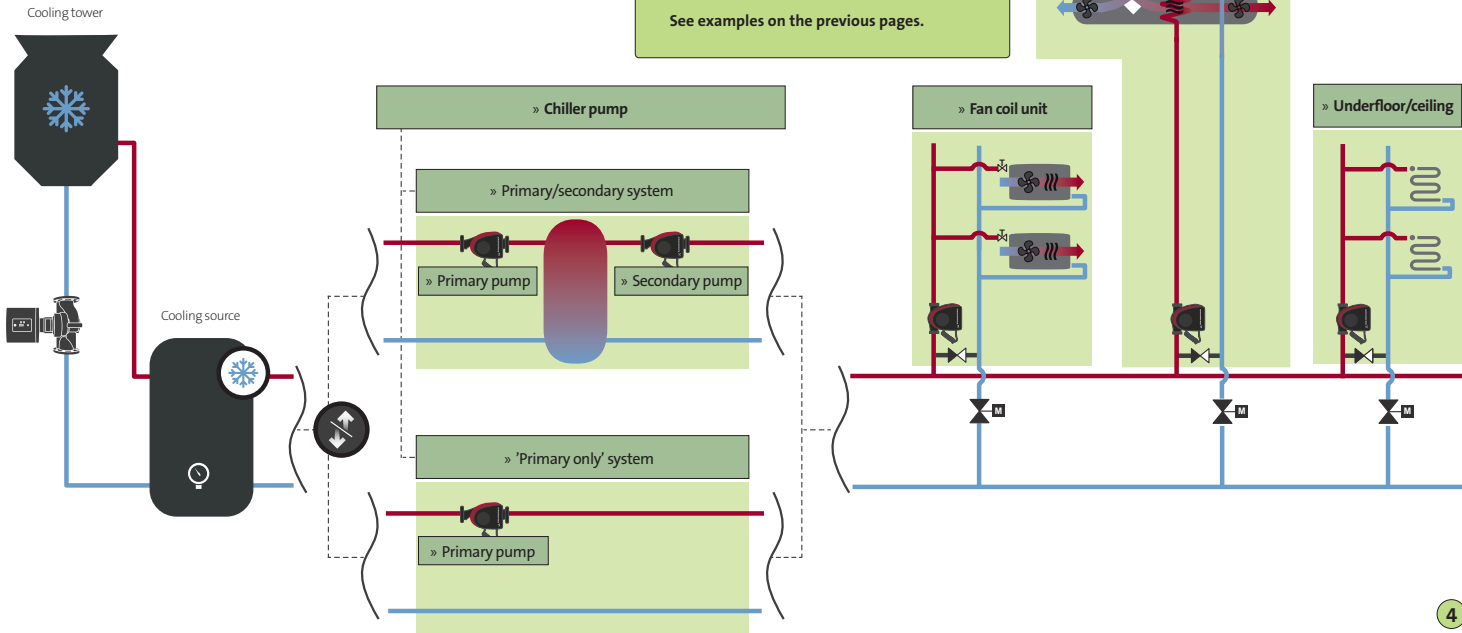 Cooling tower
See examples on the previous pages.
» Chiller pump
» Fan coil unit
» Underfloor/ceiling
» Primary/secondary system
» Primary pump
» Secondary pump
Cooling source
M
M
M
» 'Primary only' system
» Primary pump
4